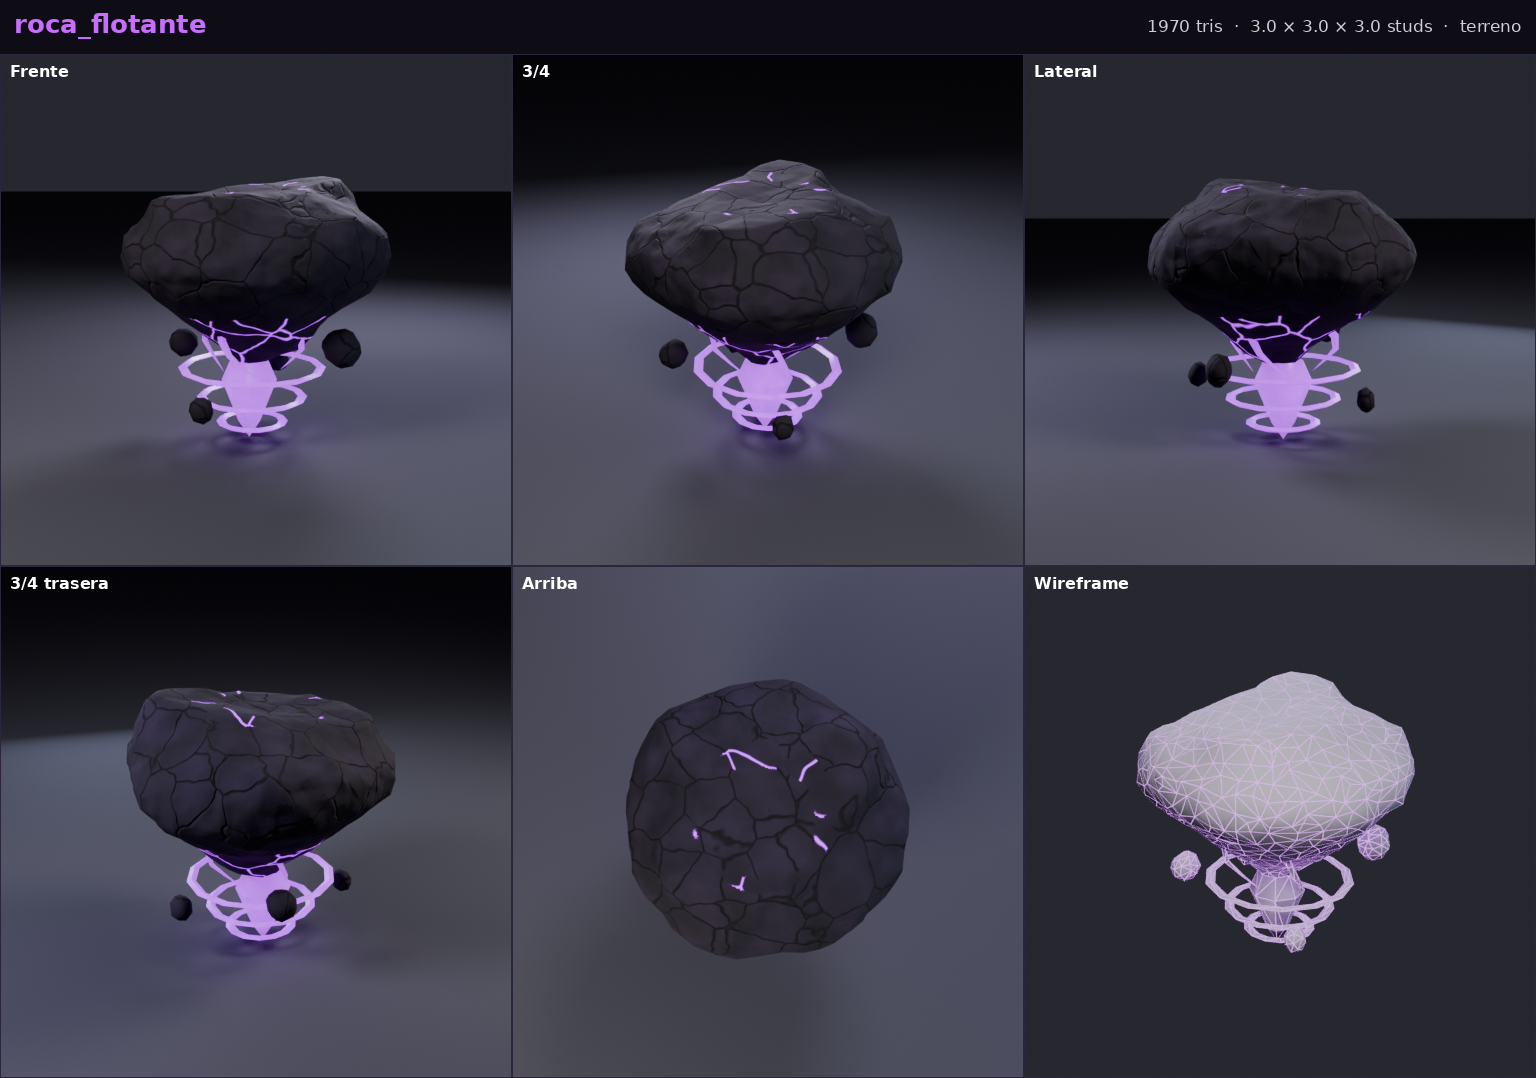 roca_flotante
1970 tris · 3.0 × 3.0 × 3.0 studs · terreno
Frente
3/4
Lateral
3/4 trasera
Arriba
Wireframe